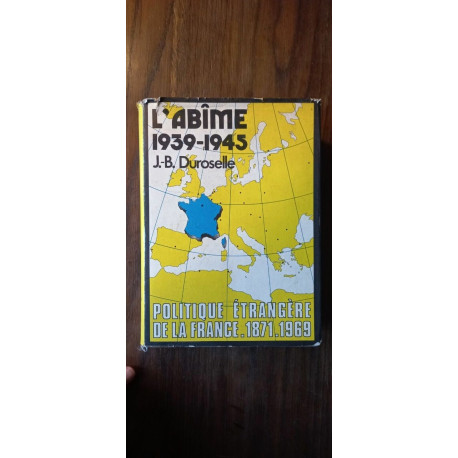 L'ABÎME
1939-1945
J.-B. Duroselle
POLITIQUE ÉTRANGÈRE
DE LA FRANCE.1871.1969